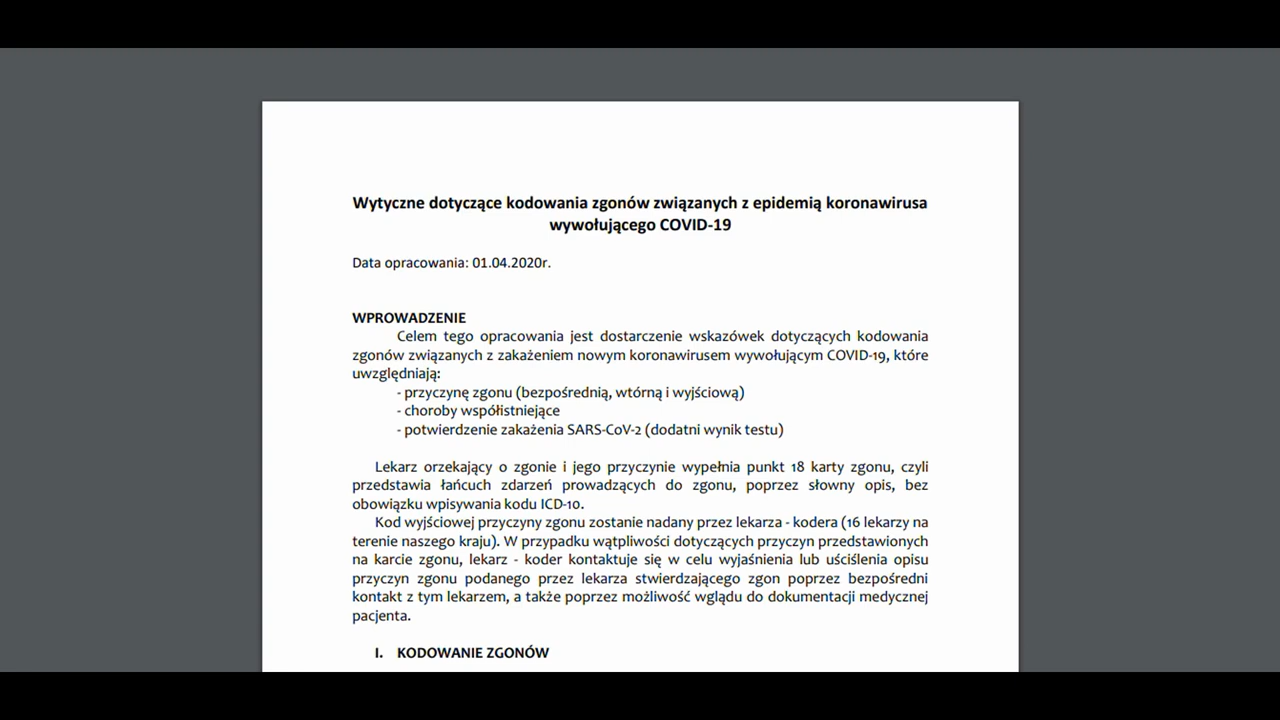 Wytyczne dotyczące kodowania zgonów związanych z epidemią koronawirusa
wywołującego COVID-19
Data opracowania: 01.04.2020r.
WPROWADZENIE
Celem tego opracowania jest dostarczenie wskazówek dotyczących kodowania
zgonów związanych z zakażeniem nowym koronawirusem wywołującym COVID-19, które
uwzględniają:
- przyczynę zgonu (bezpośrednią, wtórną i wyjściową)
- choroby współistniejące
- potwierdzenie zakażenia SARS-CoV-2 (dodatni wynik testu)
Lekarz orzekający o zgonie i jego przyczynie wypełnia punkt 18 karty zgonu, czyli
przedstawia łańcuch zdarzeń prowadzących do zgonu, poprzez słowny opis, bez
obowiązku wpisywania kodu ICD-10.
Kod wyjściowej przyczyny zgonu zostanie nadany przez lekarza - kodera (16 lekarzy na
terenie naszego kraju). W przypadku wątpliwości dotyczących przyczyn przedstawionych
na karcie zgonu, lekarz - koder kontaktuje się w celu wyjaśnienia lub uściślenia opisu
przyczyn zgonu podanego przez lekarza stwierdzającego zgon poprzez bezpośredni
kontakt z tym lekarzem, a także poprzez możliwość wglądu do dokumentacji medycznej
pacjenta.
I. KODOWANIE ZGONÓW